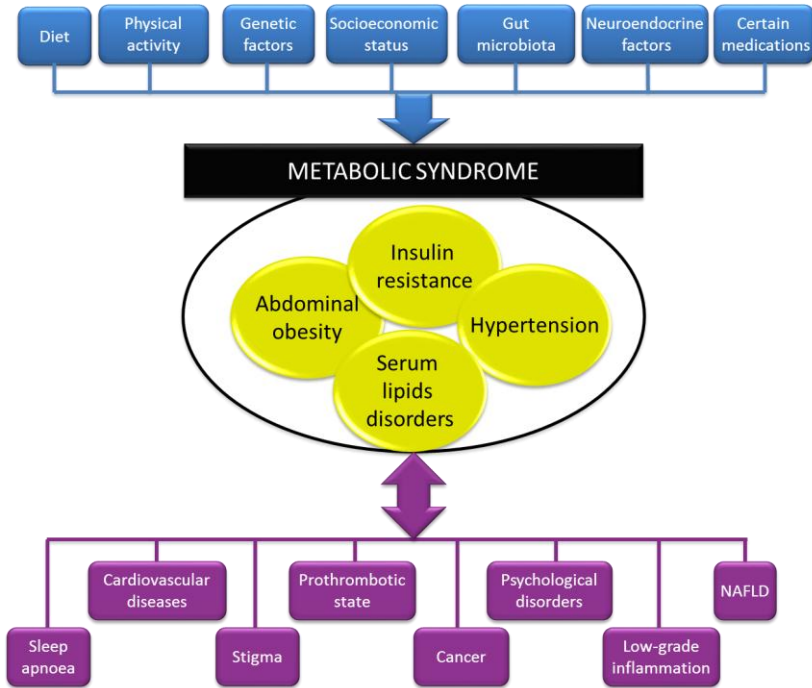 Diet
Physical
activity
Genetic
factors
Socioeconomic
status
Gut
microbiota
Neuroendocrine
factors
Certain
medications
METABOLIC SYNDROME
Insulin
resistance
Abdominal
obesity
Hypertension
Serum
lipids
disorders
Cardiovascular
diseases
Prothrombotic
state
Psychological
disorders
NAFLD
Sleep
apnoea
Stigma
Cancer
Low-grade
inflammation